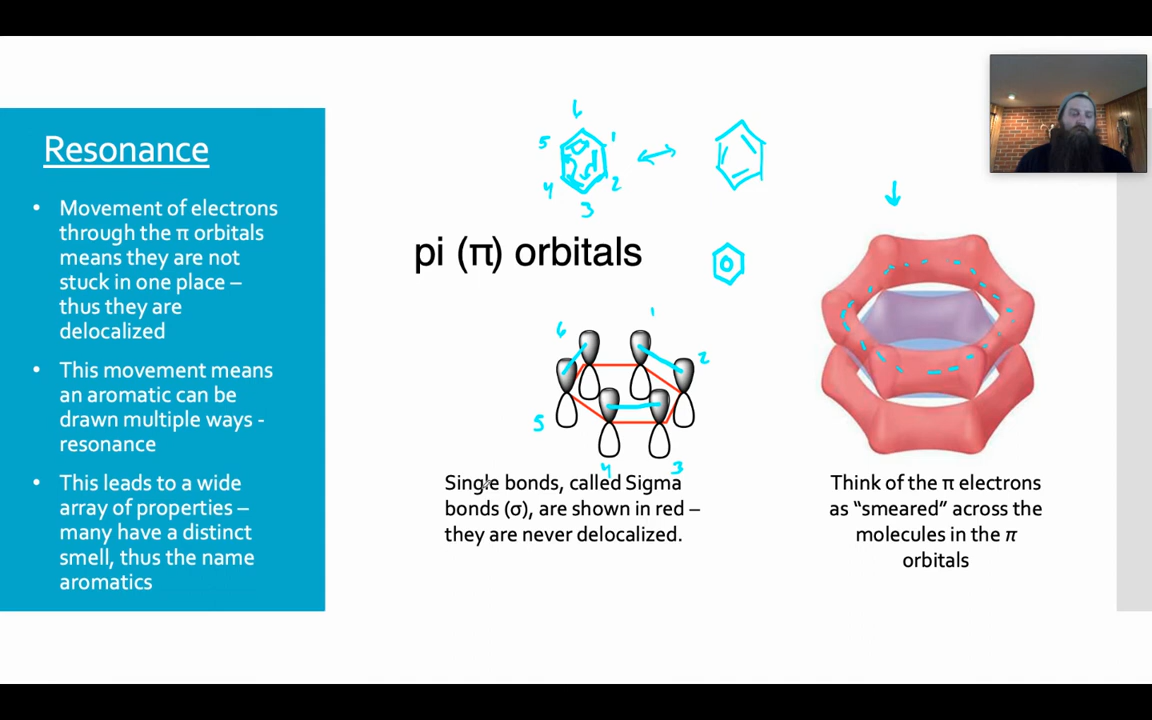 Resonance
• Movement of electrons
through the π orbitals
means they are not
stuck in one place –
thus they are
delocalized
• This movement means
an aromatic can be
drawn multiple ways -
resonance
• This leads to a wide
array of properties –
many have a distinct
smell, thus the name
aromatics
6
5 1
4 2
3
pi (π) orbitals
6 1
2
5
4 3
Single bonds, called Sigma
bonds (σ), are shown in red –
they are never delocalized.
Think of the π electrons
as “smeared” across the
molecules in the π
orbitals